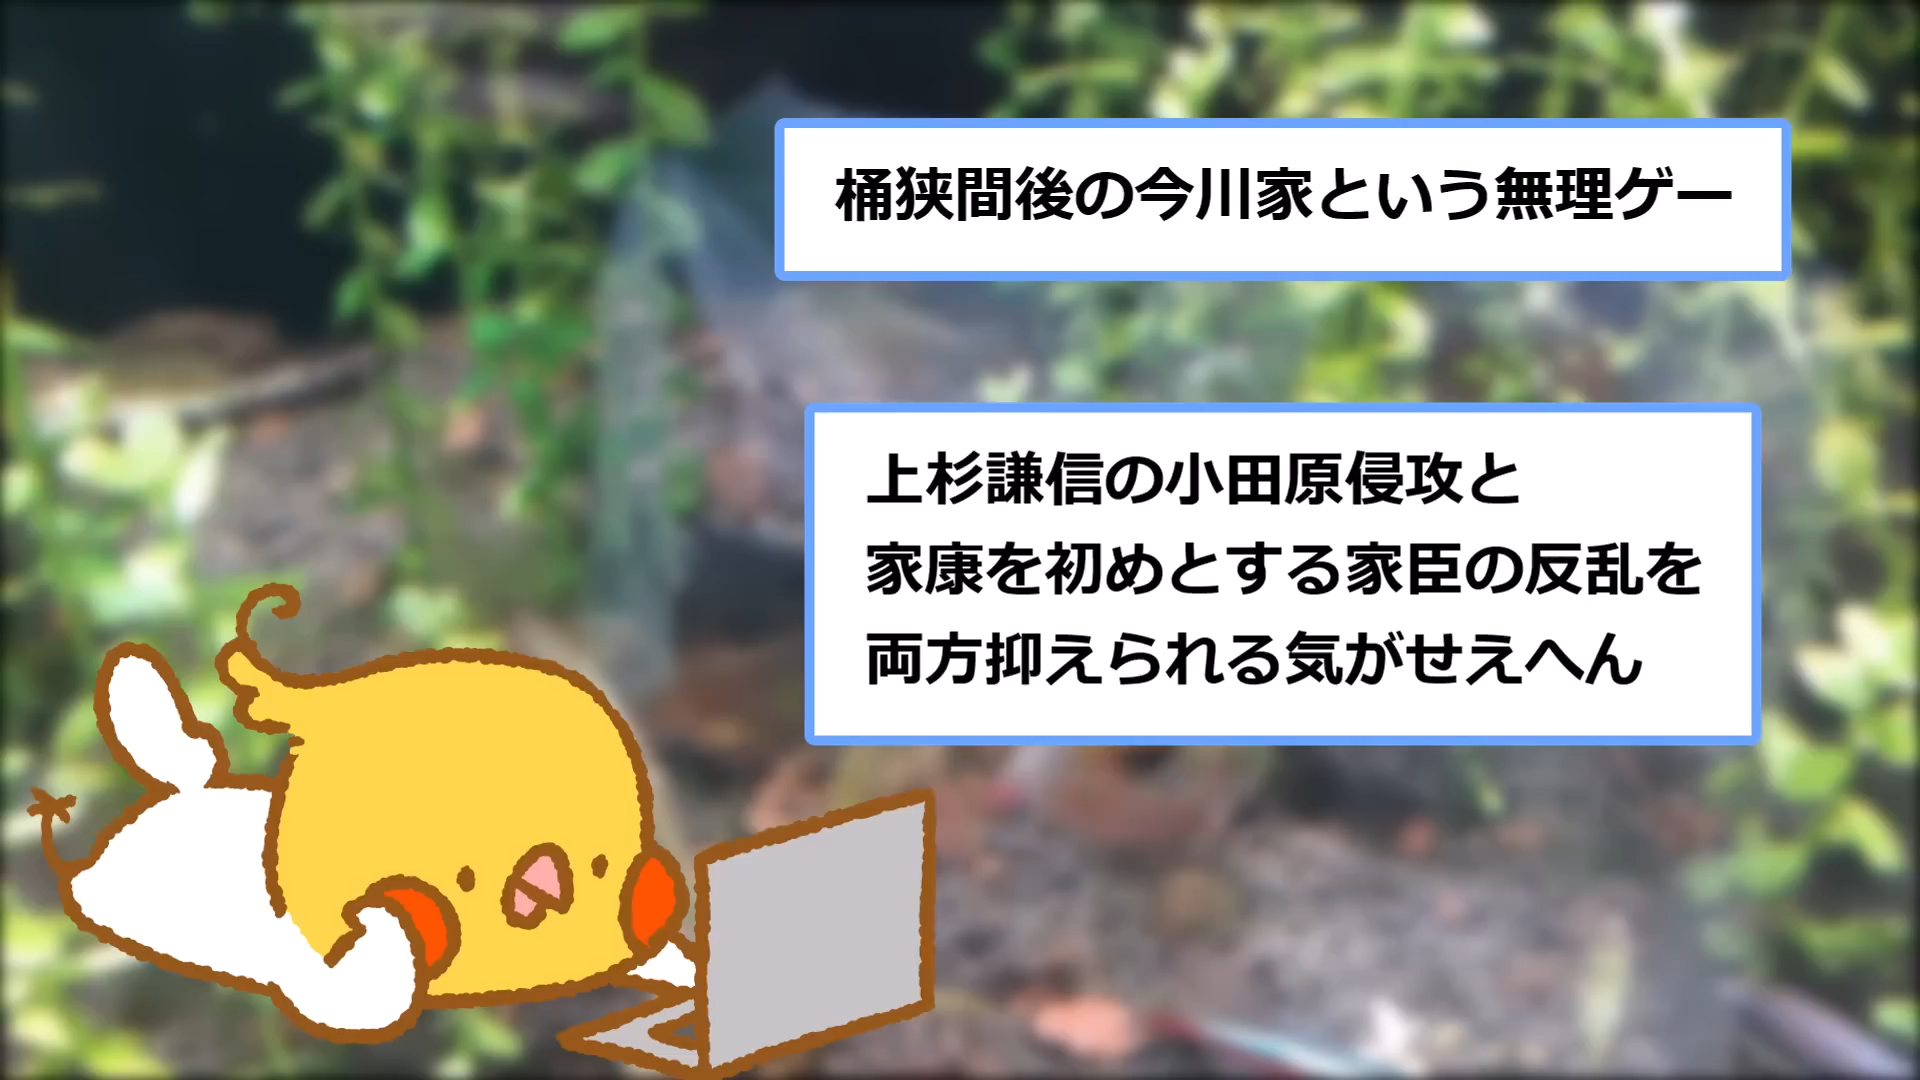 桶狭間後の今川家という無理ゲー
上杉謙信の小田原侵攻と
家康を初めとする家臣の反乱を
両方抑えられる気がせえへん